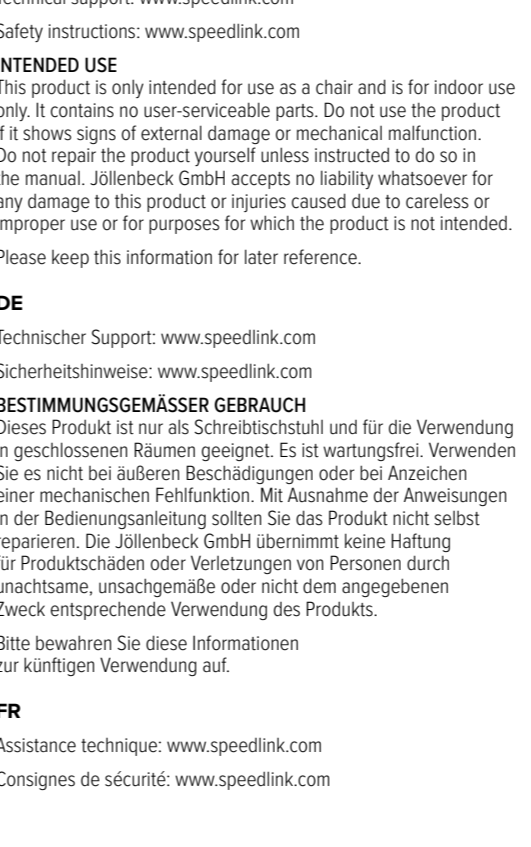 Technical support: www.speedlink.com
Safety instructions: www.speedlink.com
INTENDED USE
This product is only intended for use as a chair and is for indoor use
only. It contains no user-serviceable parts. Do not use the product
if it shows signs of external damage or mechanical malfunction.
Do not repair the product yourself unless instructed to do so in
the manual. Jöllenbeck GmbH accepts no liability whatsoever for
any damage to this product or injuries caused due to careless or
improper use or for purposes for which the product is not intended.
Please keep this information for later reference.
DE
Technischer Support: www.speedlink.com
Sicherheitshinweise: www.speedlink.com
BESTIMMUNGSGEMÄSSER GEBRAUCH
Dieses Produkt ist nur als Schreibtischstuhl und für die Verwendung
in geschlossenen Räumen geeignet. Es ist wartungsfrei. Verwenden
Sie es nicht bei äußeren Beschädigungen oder bei Anzeichen
einer mechanischen Fehlfunktion. Mit Ausnahme der Anweisungen
in der Bedienungsanleitung sollten Sie das Produkt nicht selbst
reparieren. Die Jöllenbeck GmbH übernimmt keine Haftung
für Produktschäden oder Verletzungen von Personen durch
unachtsame, unsachgemäße oder nicht dem angegebenen
Zweck entsprechende Verwendung des Produkts.
Bitte bewahren Sie diese Informationen
zur künftigen Verwendung auf.
FR
Assistance technique: www.speedlink.com
Consignes de sécurité: www.speedlink.com